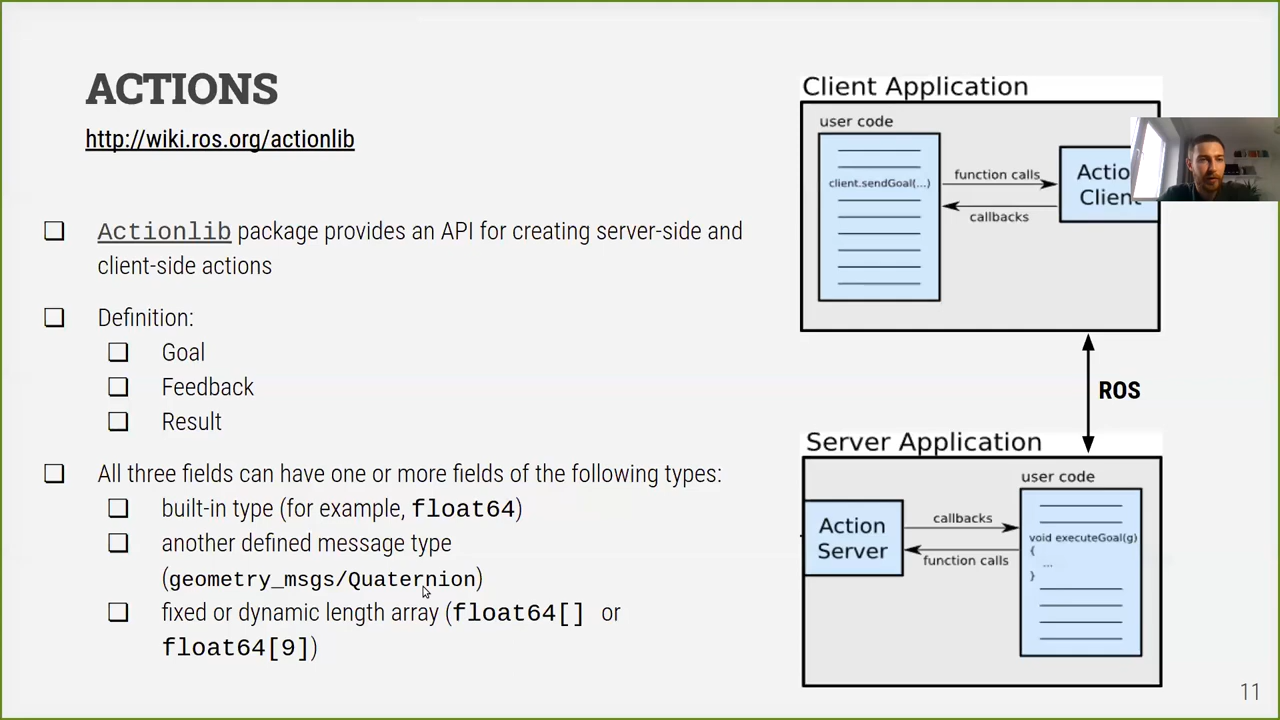 ACTIONS
http://wiki.ros.org/actionlib
Actionlib package provides an API for creating server-side and
client-side actions
Definition:
Goal
Feedback
Result
All three fields can have one or more fields of the following types:
built-in type (for example, float64)
another defined message type
(geometry_msgs/Quaternion)
fixed or dynamic length array (float64[] or
float64[9])
Client Application
user code
client.sendGoal(...)
function calls
callbacks
Actio
Client
ROS
Server Application
user code
Action
Server
callbacks
function calls
void executeGoal(g)
{
...
}
11